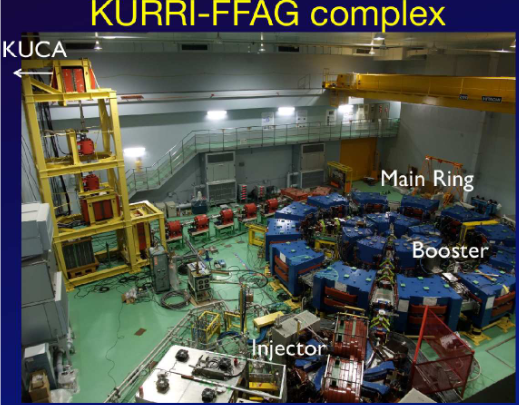 KURRI-FFAG complex
KUCA
Main Ring
Booster
Injector